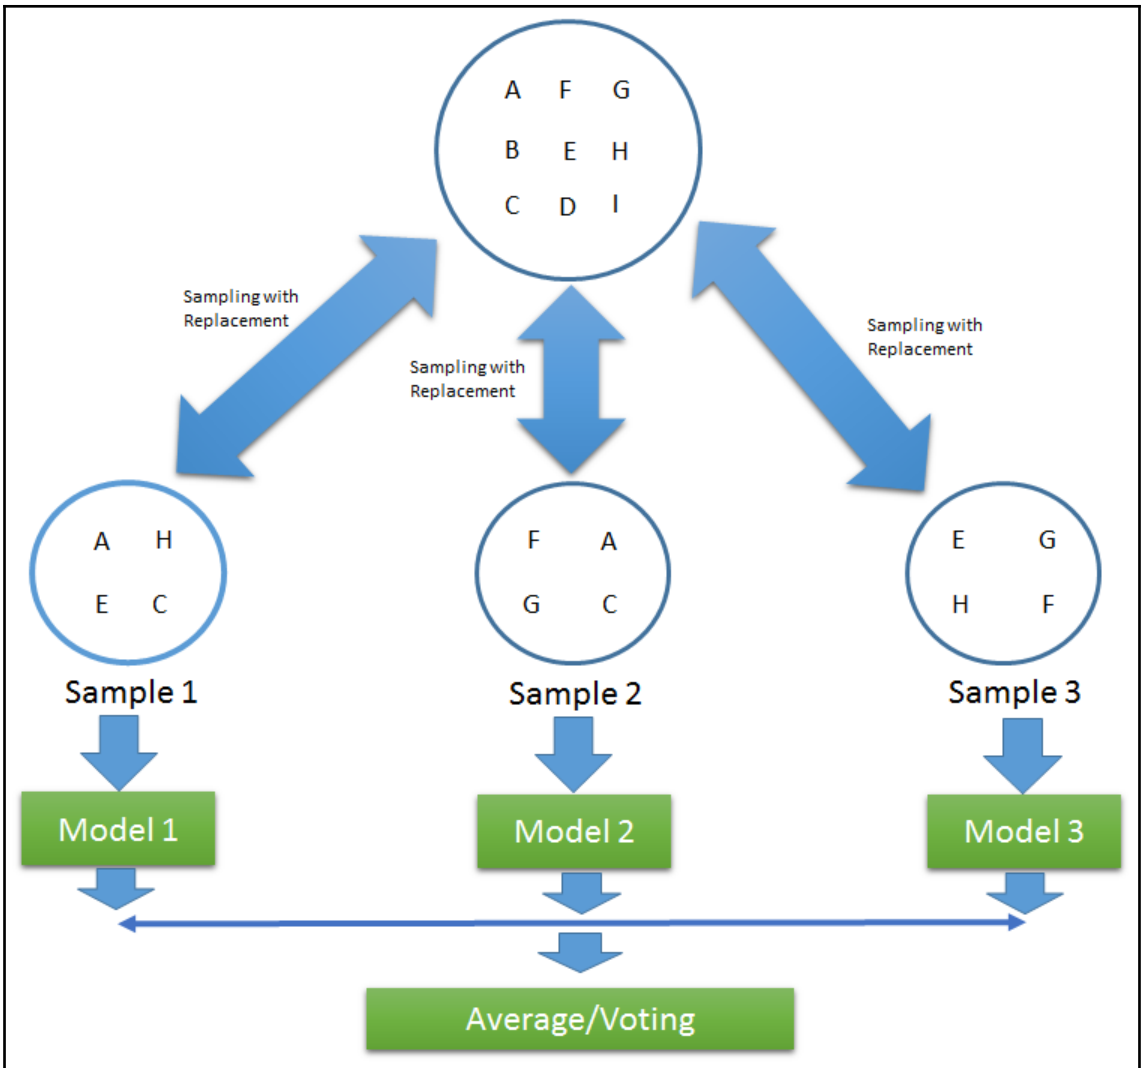 A F G
B E H
C D I
Sampling with
Replacement
Sampling with
Replacement
Sampling with
Replacement
A H
E C
F A
G C
E G
H F
Sample 1
Sample 2
Sample 3
Model 1
Model 2
Model 3
Average/Voting